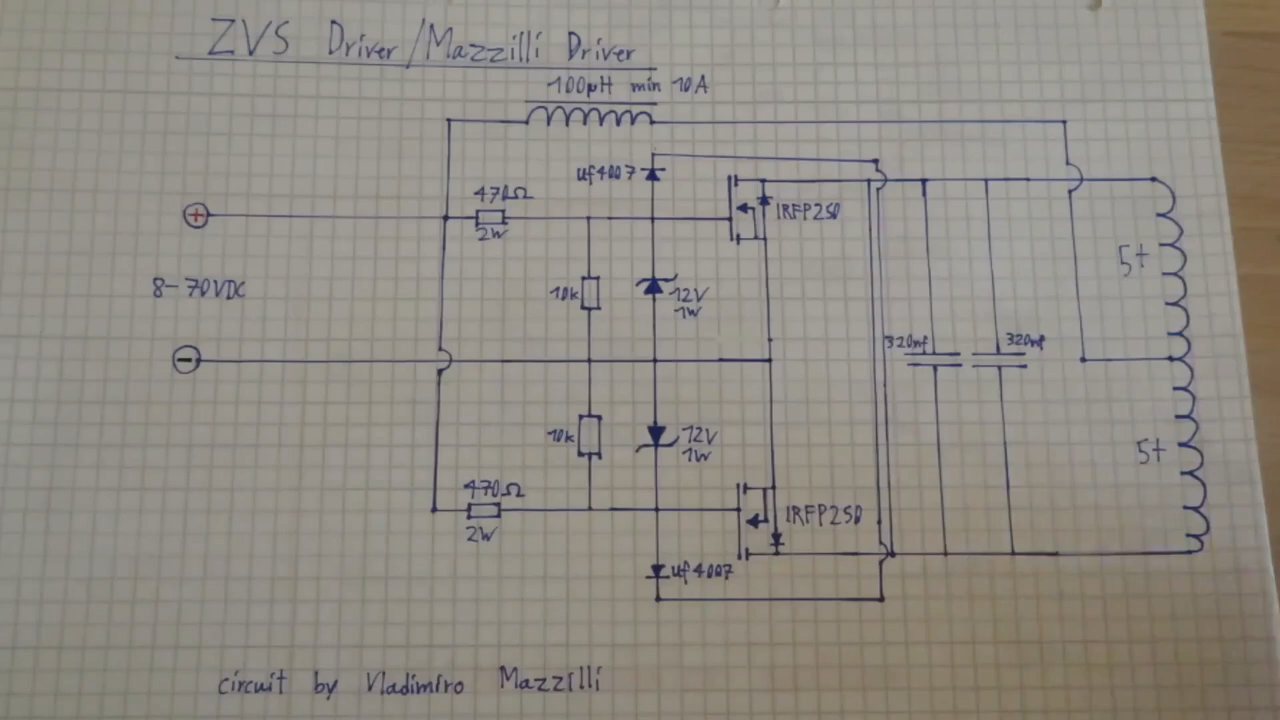 ZVS Driver/Mazzilli Driver
100µH min 10A
uf4007
470Ω
2W
IRFP250
+
10k
12V
1W
5t
8-70VDC
320nf
320nf
-
10k
12V
1W
5t
470Ω
2W
IRFP250
uf4007
circuit by Vladimiro Mazzilli